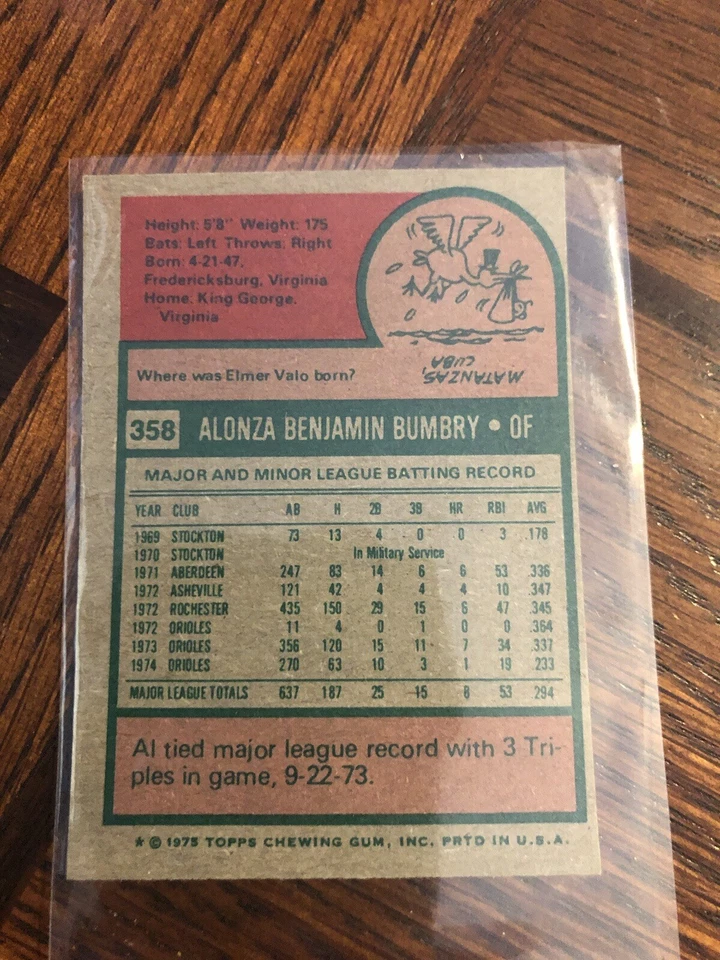 Height: 5'8" Weight: 175
Bats: Left Throws: Right
Born: 4-21-47,
Fredericksburg, Virginia
Home: King George,
Virginia
Where was Elmer Valo born?
MATANZAS,
CUBA
358 ALONZA BENJAMIN BUMBRY • OF
MAJOR AND MINOR LEAGUE BATTING RECORD
YEAR CLUB AB H 2B 3B HR RBI AVG
1969 STOCKTON 73 13 4 0 0 3 .178
1970 STOCKTON In Military Service
1971 ABERDEEN 247 83 14 6 6 53 .336
1972 ASHEVILLE 121 42 4 4 4 10 .347
1972 ROCHESTER 435 150 29 15 6 47 .345
1972 ORIOLES 11 4 0 1 0 0 .364
1973 ORIOLES 356 120 15 11 7 34 .337
1974 ORIOLES 270 63 10 3 1 19 .233
MAJOR LEAGUE TOTALS 637 187 25 15 8 53 .294
Al tied major league record with 3 Tri-
ples in game, 9-22-73.
★ © 1975 TOPPS CHEWING GUM, INC. PRTD IN U.S.A.